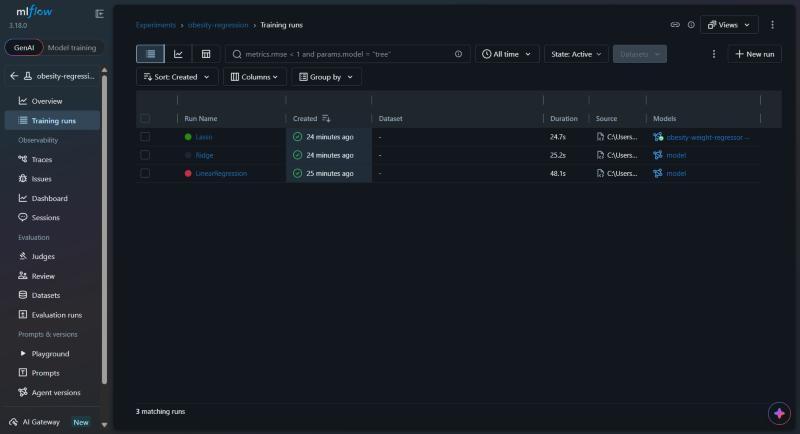 mlflow
3.18.0
GenAI Model training
obesity-regressi...
Overview
Training runs
Observability
Traces
Issues
Dashboard
Sessions
Evaluation
Judges
Review
Datasets
Evaluation runs
Prompts & versions
Playground
Prompts
Agent versions
AI Gateway New
Experiments > obesity-regression > Training runs
Views
metrics.rmse < 1 and params.model = "tree"
All time
State: Active
Datasets
New run
Sort: Created
Columns
Group by
Run Name Created Dataset Duration Source Models
Lasso 24 minutes ago - 24.7s C:\Users... obesity-weight-regressor
Ridge 24 minutes ago - 25.2s C:\Users... model
LinearRegression 25 minutes ago - 48.1s C:\Users... model
3 matching runs